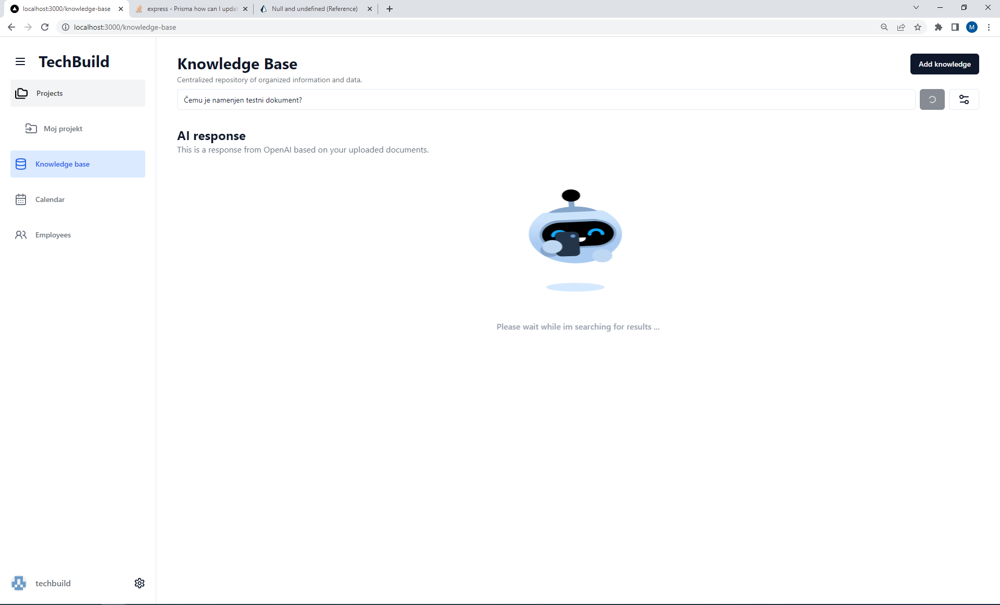 localhost:3000/knowledge-base
express - Prisma how can I updat
Null and undefined (Reference)
localhost:3000/knowledge-base
M
TechBuild
Projects
Moj projekt
Knowledge base
Calendar
Employees
techbuild
Knowledge Base
Centralized repository of organized information and data.
Add knowledge
Čemu je namenjen testni dokument?
AI response
This is a response from OpenAI based on your uploaded documents.
Please wait while im searching for results ...